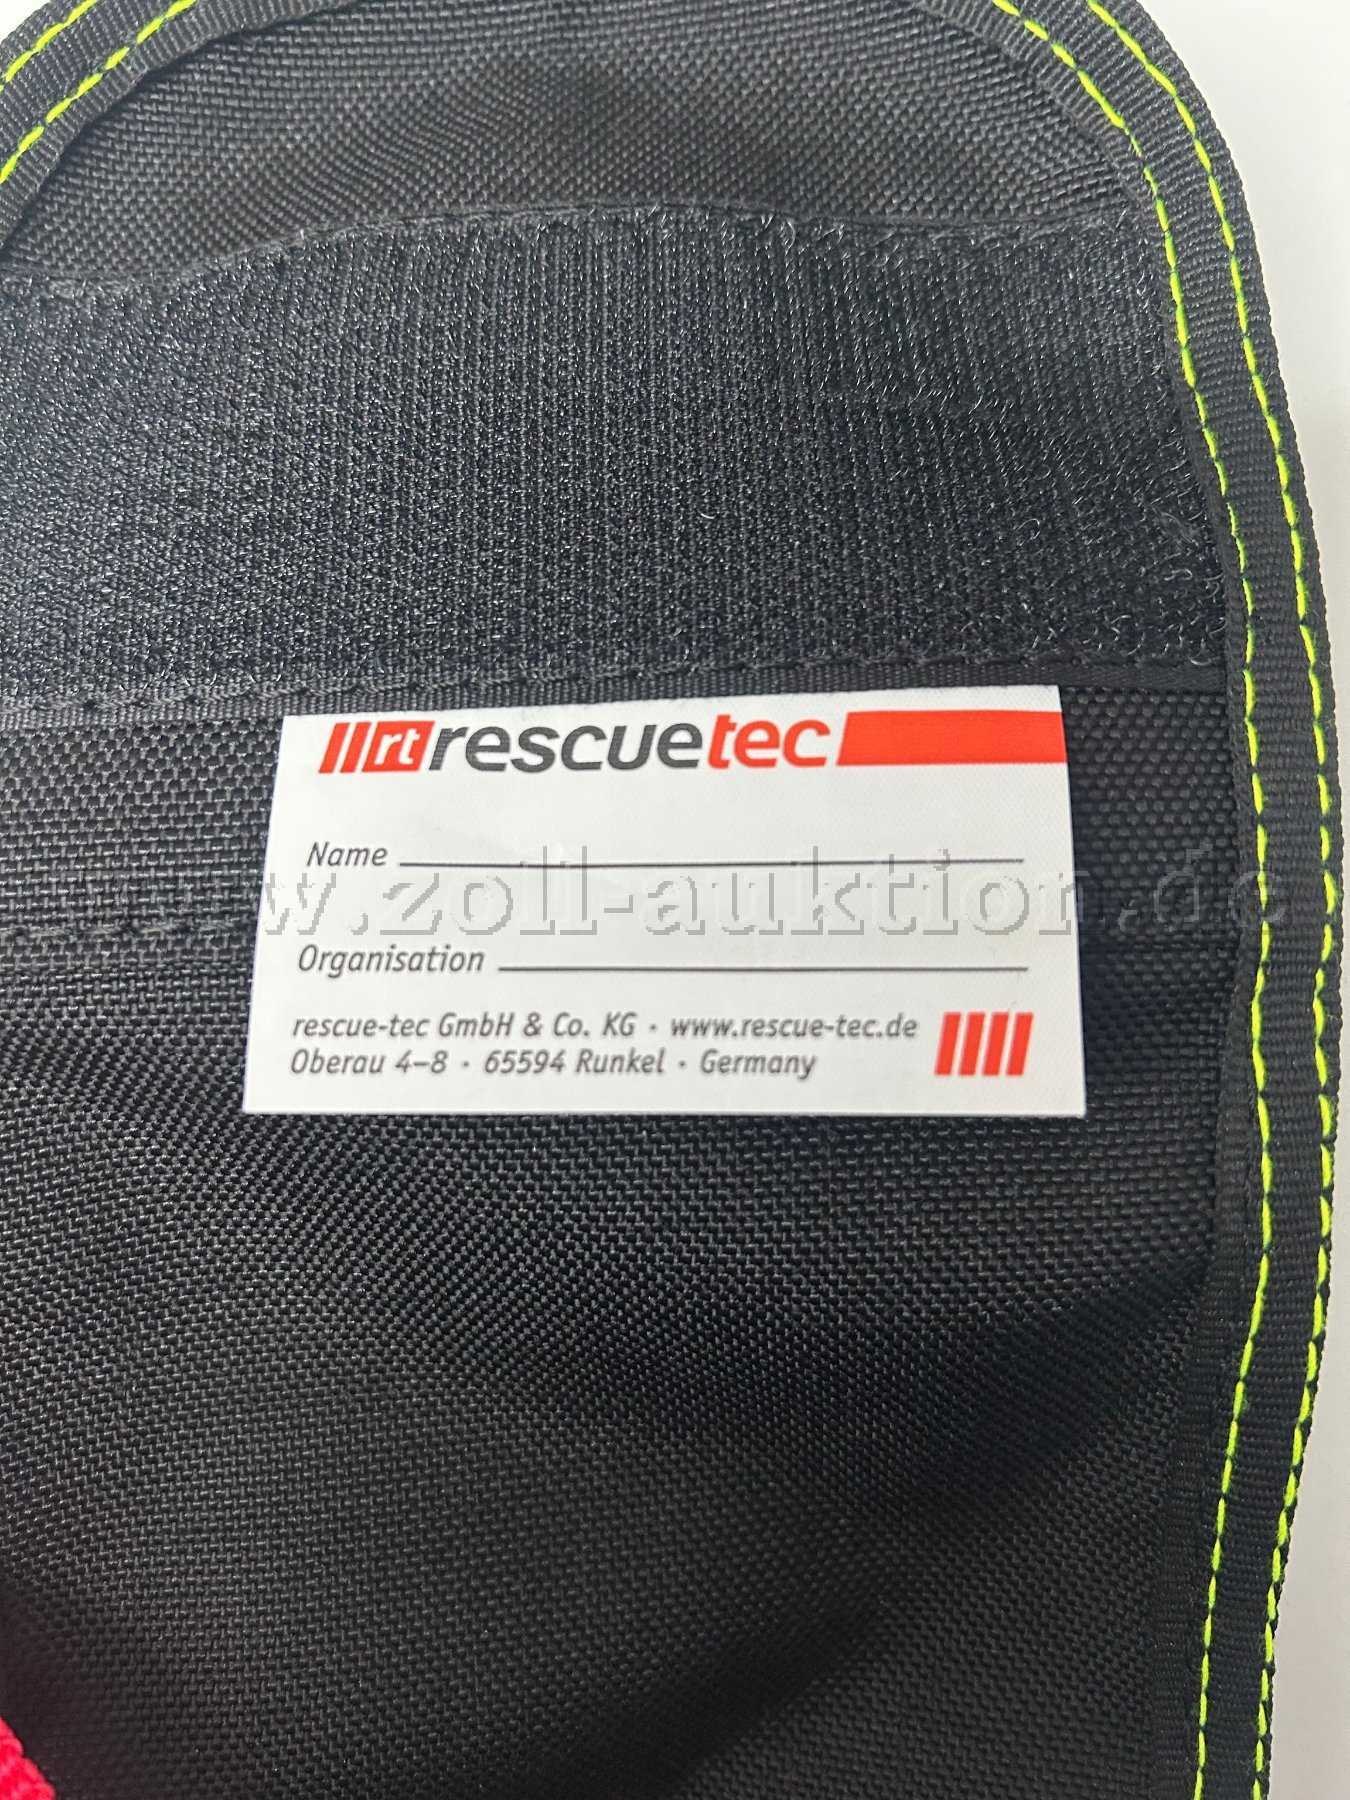 rt rescuetec
Name
www.zoll-auktion.de
Organisation
rescue-tec GmbH & Co. KG · www.rescue-tec.de
Oberau 4–8 · 65594 Runkel · Germany